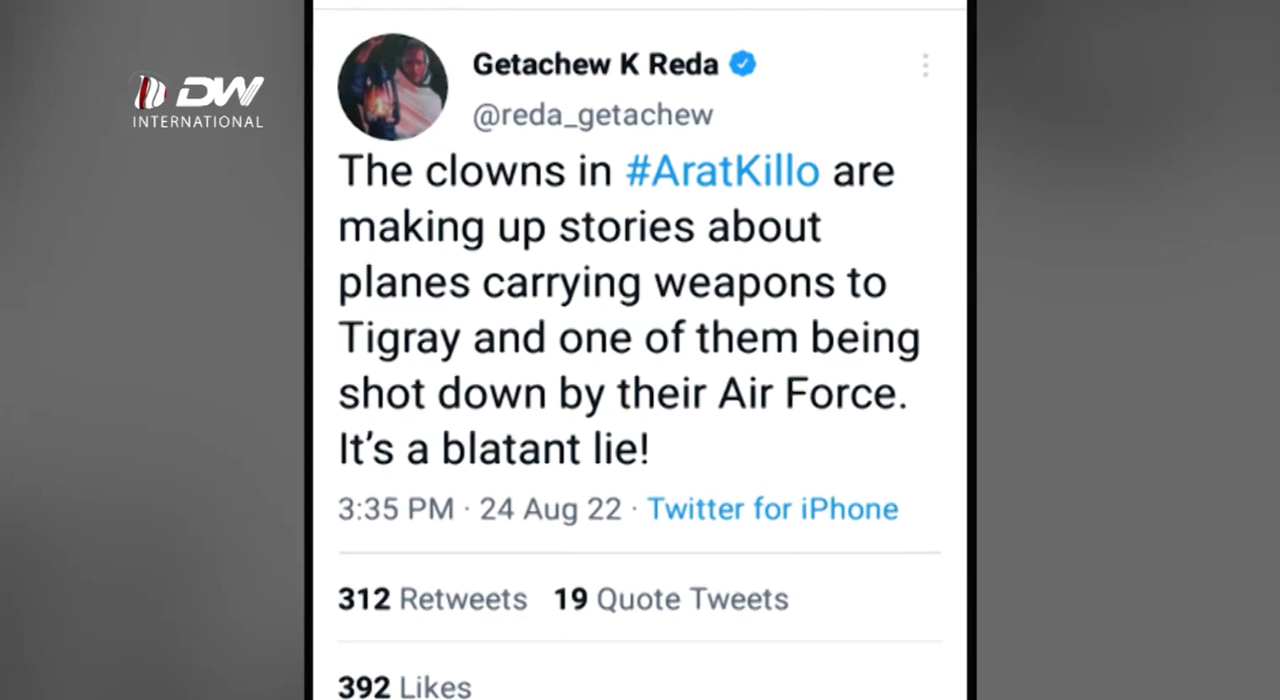 DW
INTERNATIONAL
Getachew K Reda
@reda_getachew
The clowns in #AratKillo are
making up stories about
planes carrying weapons to
Tigray and one of them being
shot down by their Air Force.
It's a blatant lie!
3:35 PM · 24 Aug 22 · Twitter for iPhone
312 Retweets 19 Quote Tweets
392 Likes